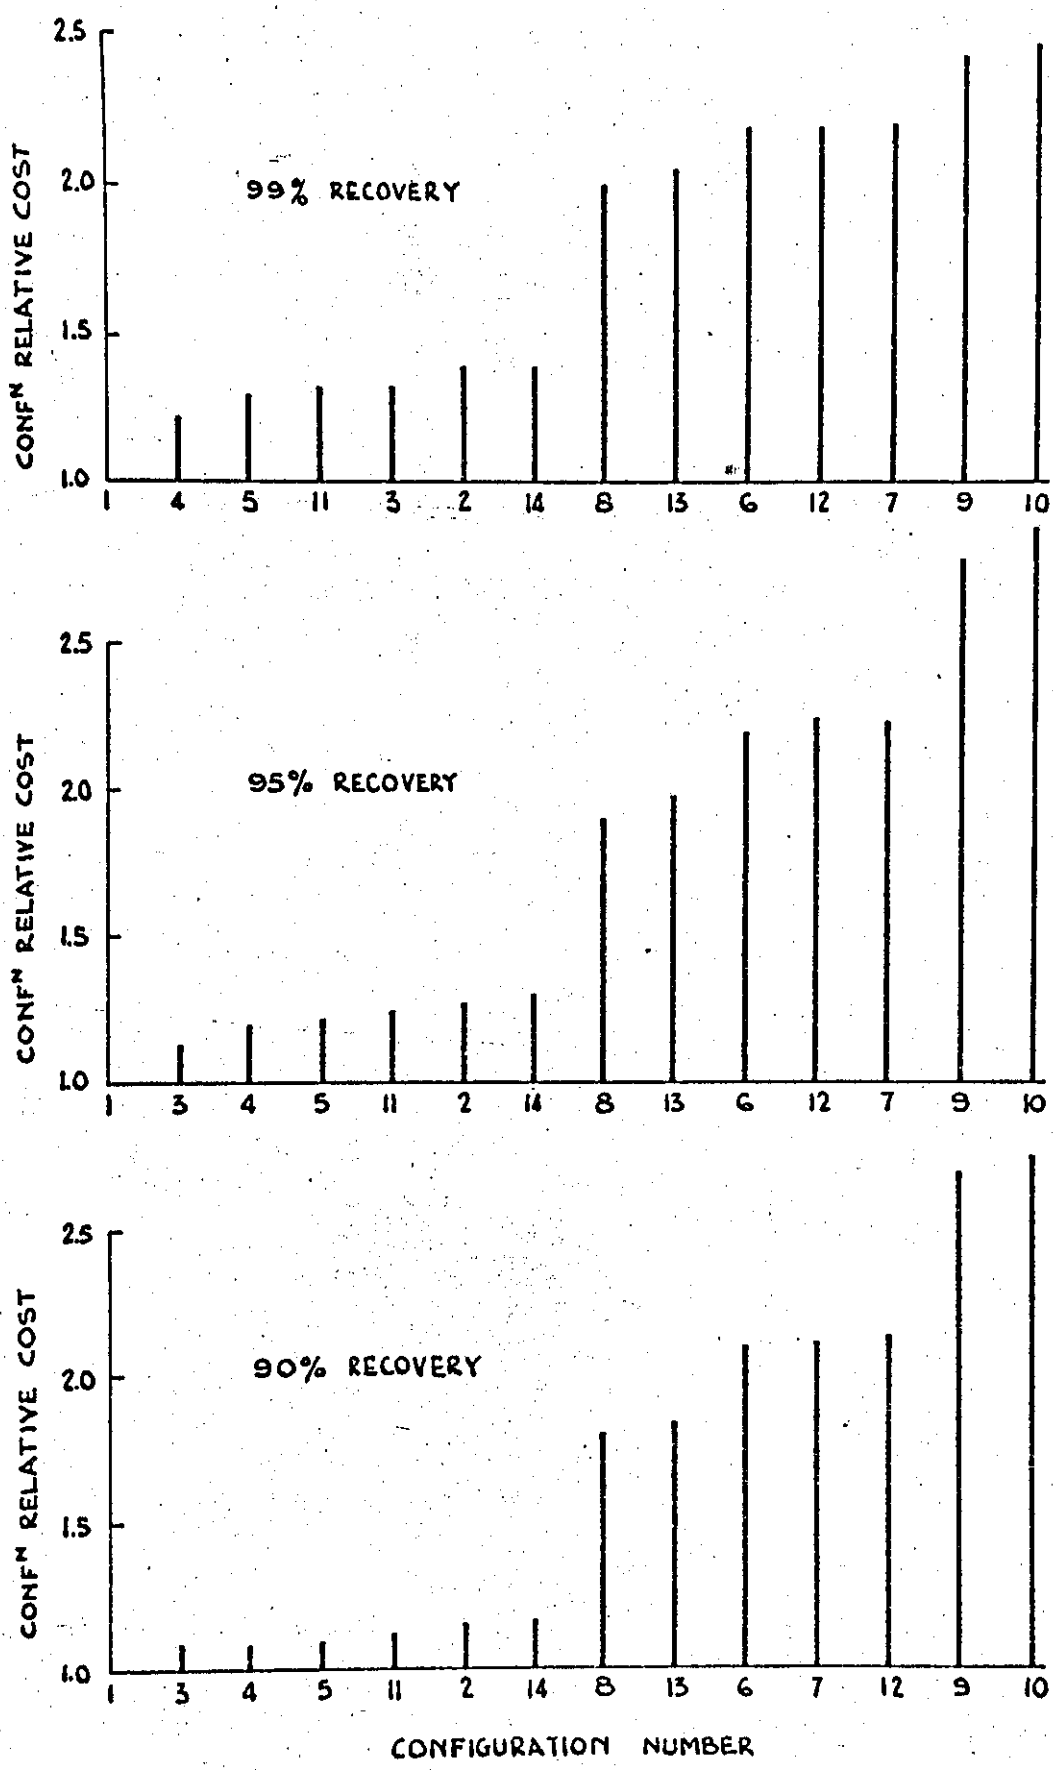 2.5
2.0
1.5
1.0
CONFᴺ RELATIVE COST
99% RECOVERY
1 4 5 11 3 2 14 8 13 6 12 7 9 10
2.5
2.0
1.5
1.0
CONFᴺ RELATIVE COST
95% RECOVERY
1 3 4 5 11 2 14 8 13 6 12 7 9 10
2.5
2.0
1.5
1.0
CONFᴺ RELATIVE COST
90% RECOVERY
1 3 4 5 11 2 14 8 13 6 7 12 9 10
CONFIGURATION NUMBER